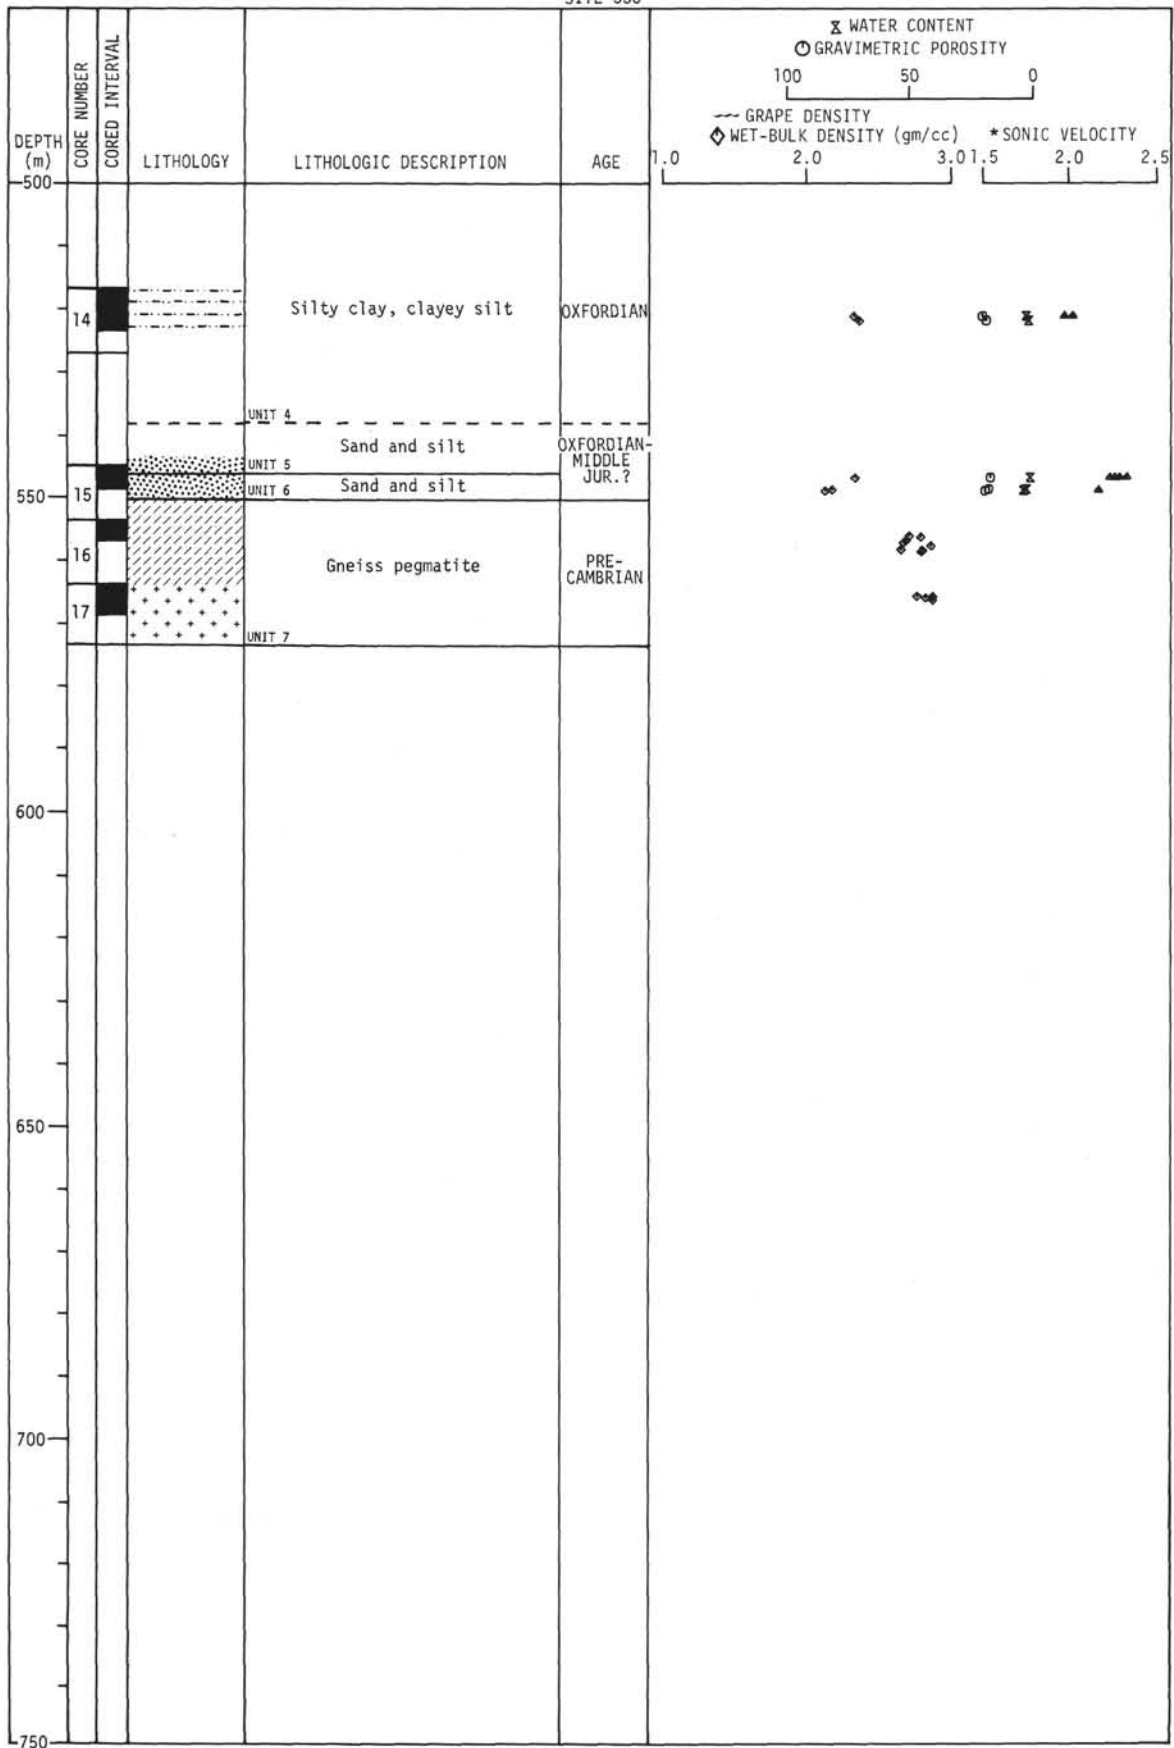 SITE 330
⧖ WATER CONTENT
⊙ GRAVIMETRIC POROSITY
100 50 0
GRAPE DENSITY
WET-BULK DENSITY (gm/cc) * SONIC VELOCITY
1.0 2.0 3.0 1.5 2.0 2.5
DEPTH
(m)
CORE NUMBER
CORED INTERVAL
LITHOLOGY
LITHOLOGIC DESCRIPTION
AGE
500
14
Silty clay, clayey silt
OXFORDIAN
UNIT 4
Sand and silt
OXFORDIAN-
MIDDLE
JUR.?
UNIT 5
Sand and silt
UNIT 6
550
15
16
Gneiss pegmatite
PRE-
CAMBRIAN
17
UNIT 7
600
650
700
750